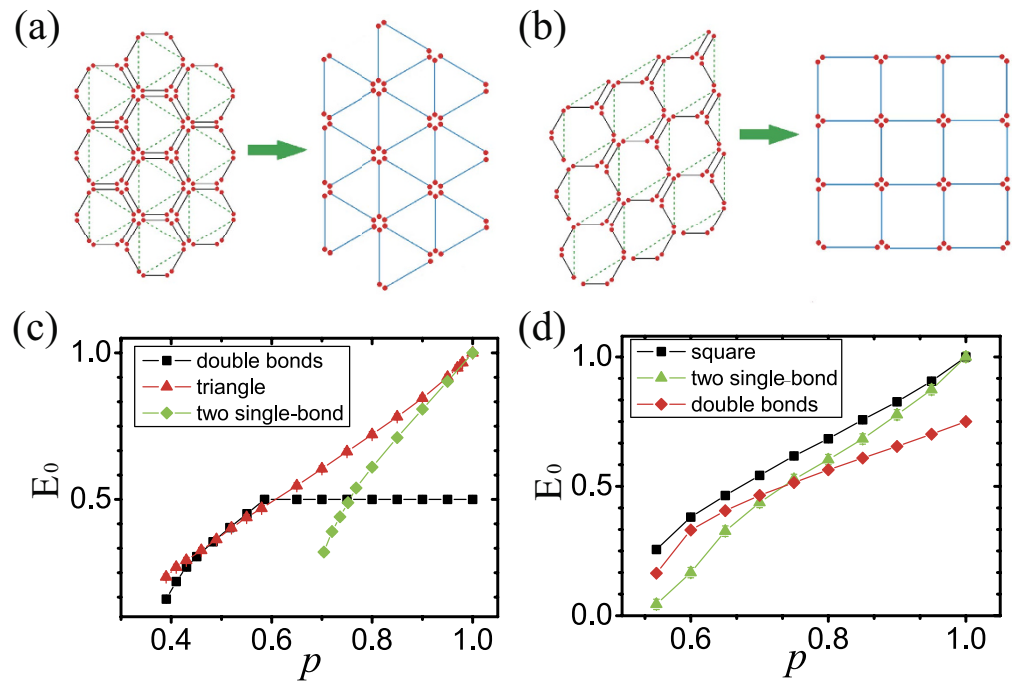 (a)
(b)
(c)
double bonds
triangle
two single-bond
1.0
0.5
E₀
0.4
0.6
0.8
1.0
p
(d)
square
two single-bond
double bonds
1.0
0.5
0.0
E₀
0.6
0.8
1.0
p